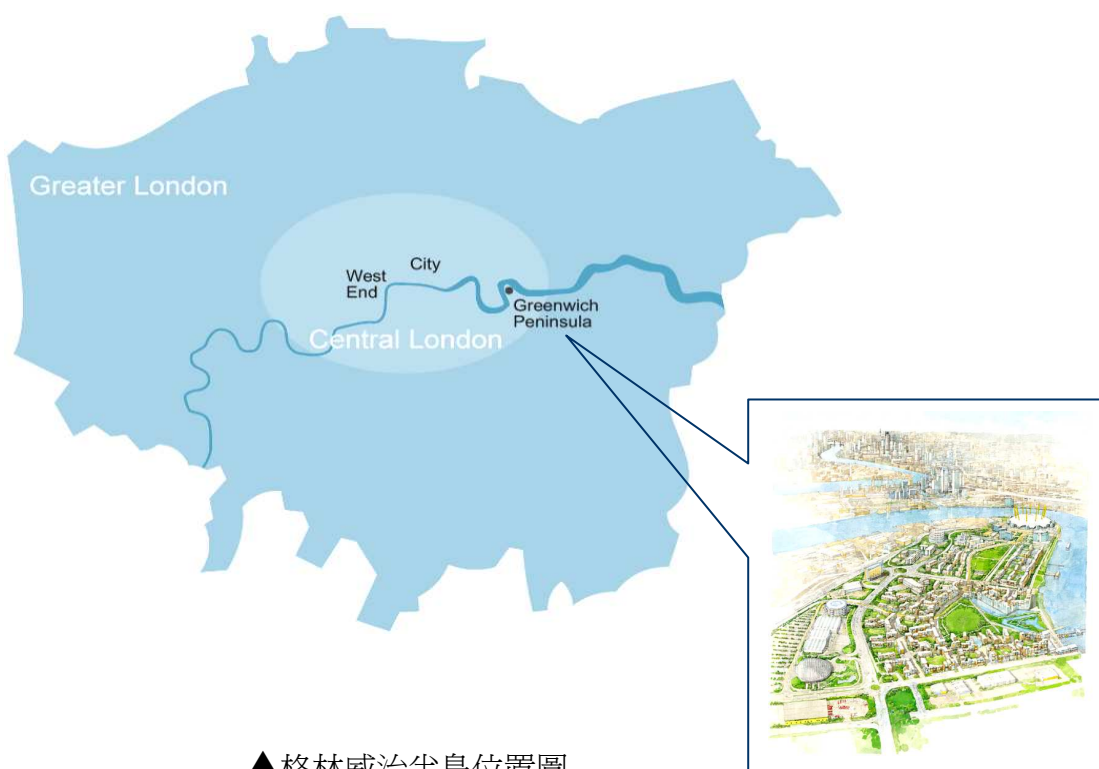 Greater London
West
End
City
Greenwich
Peninsula
Central London
▲格林威治半島位置圖